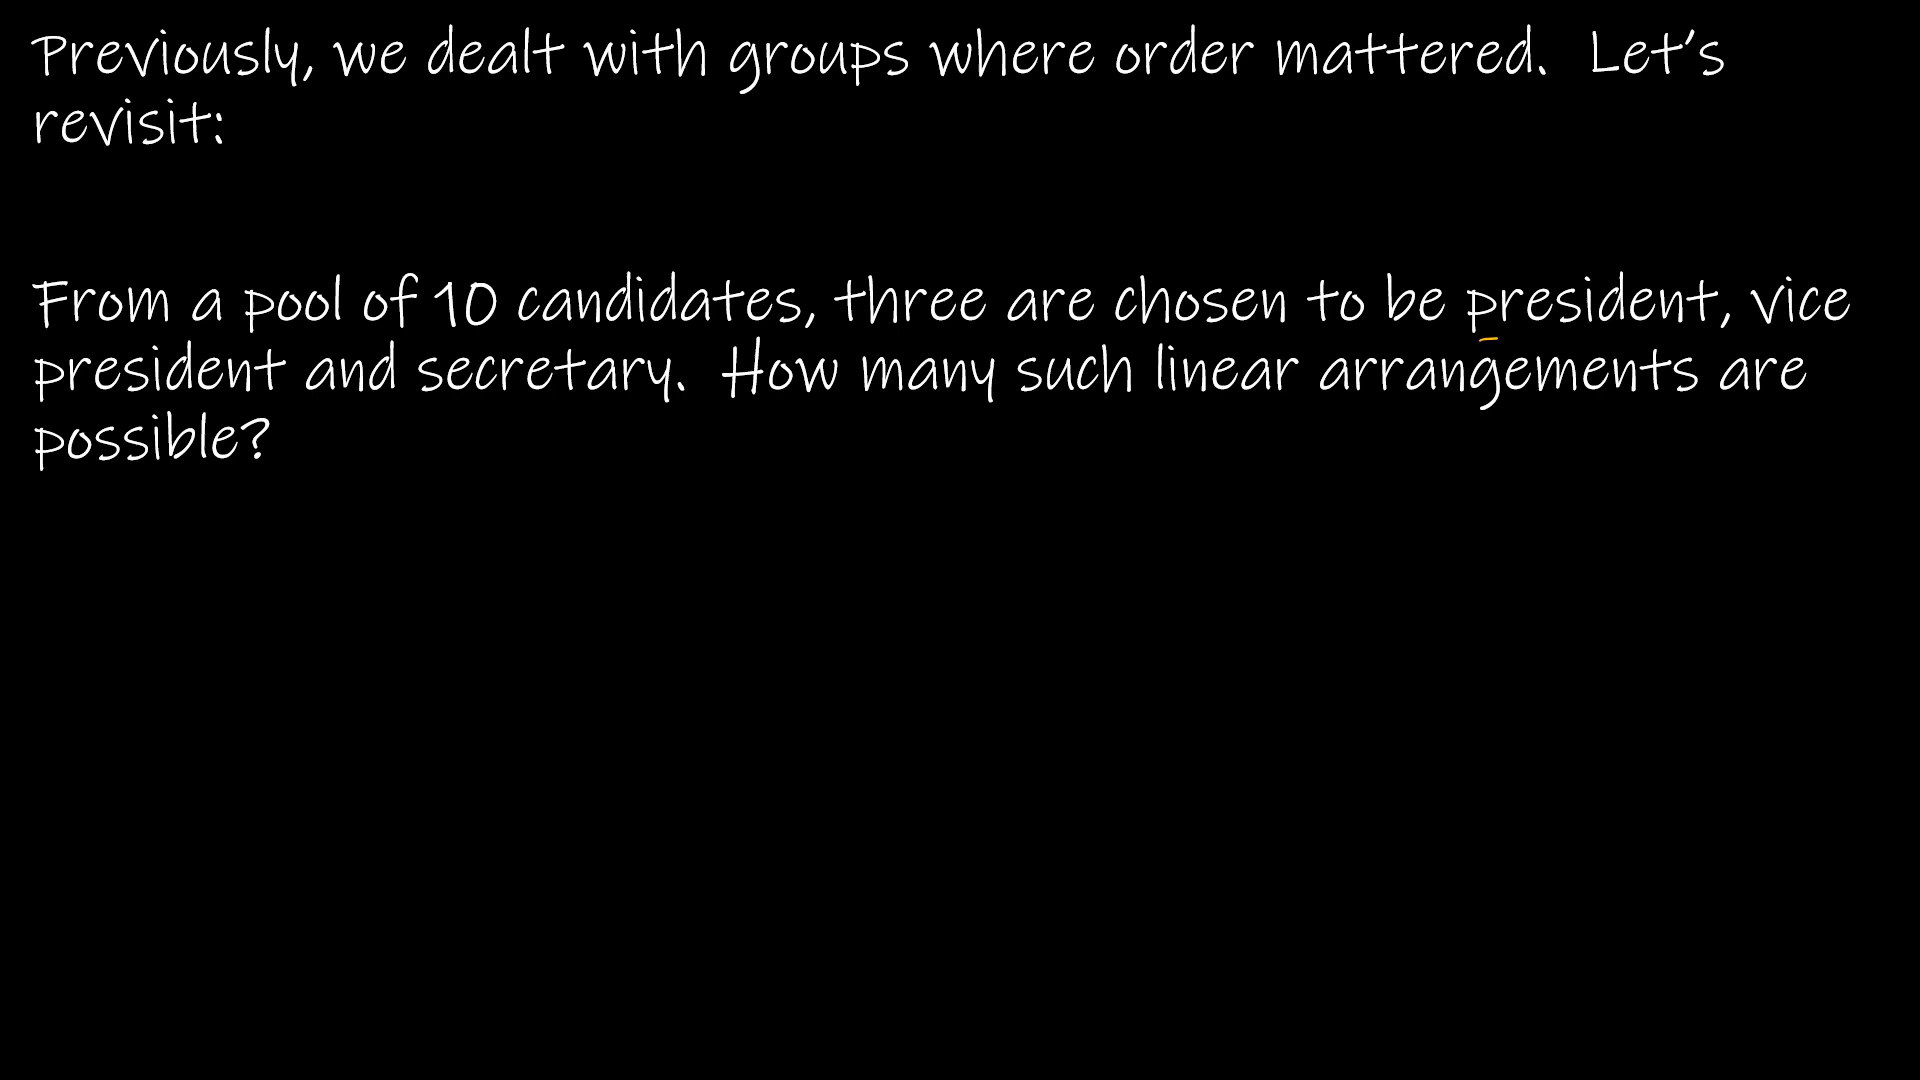 Previously, we dealt with groups where order mattered. Let's
revisit:
From a pool of 10 candidates, three are chosen to be president, vice
president and secretary. How many such linear arrangements are
possible?